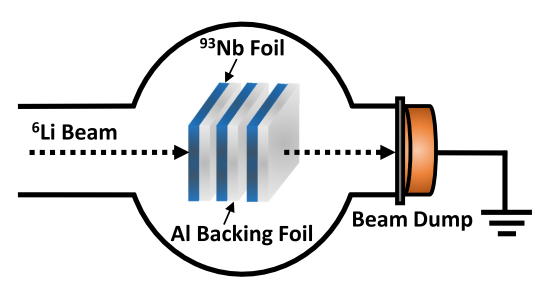 ⁹³Nb Foil
⁶Li Beam
Al Backing Foil
Beam Dump